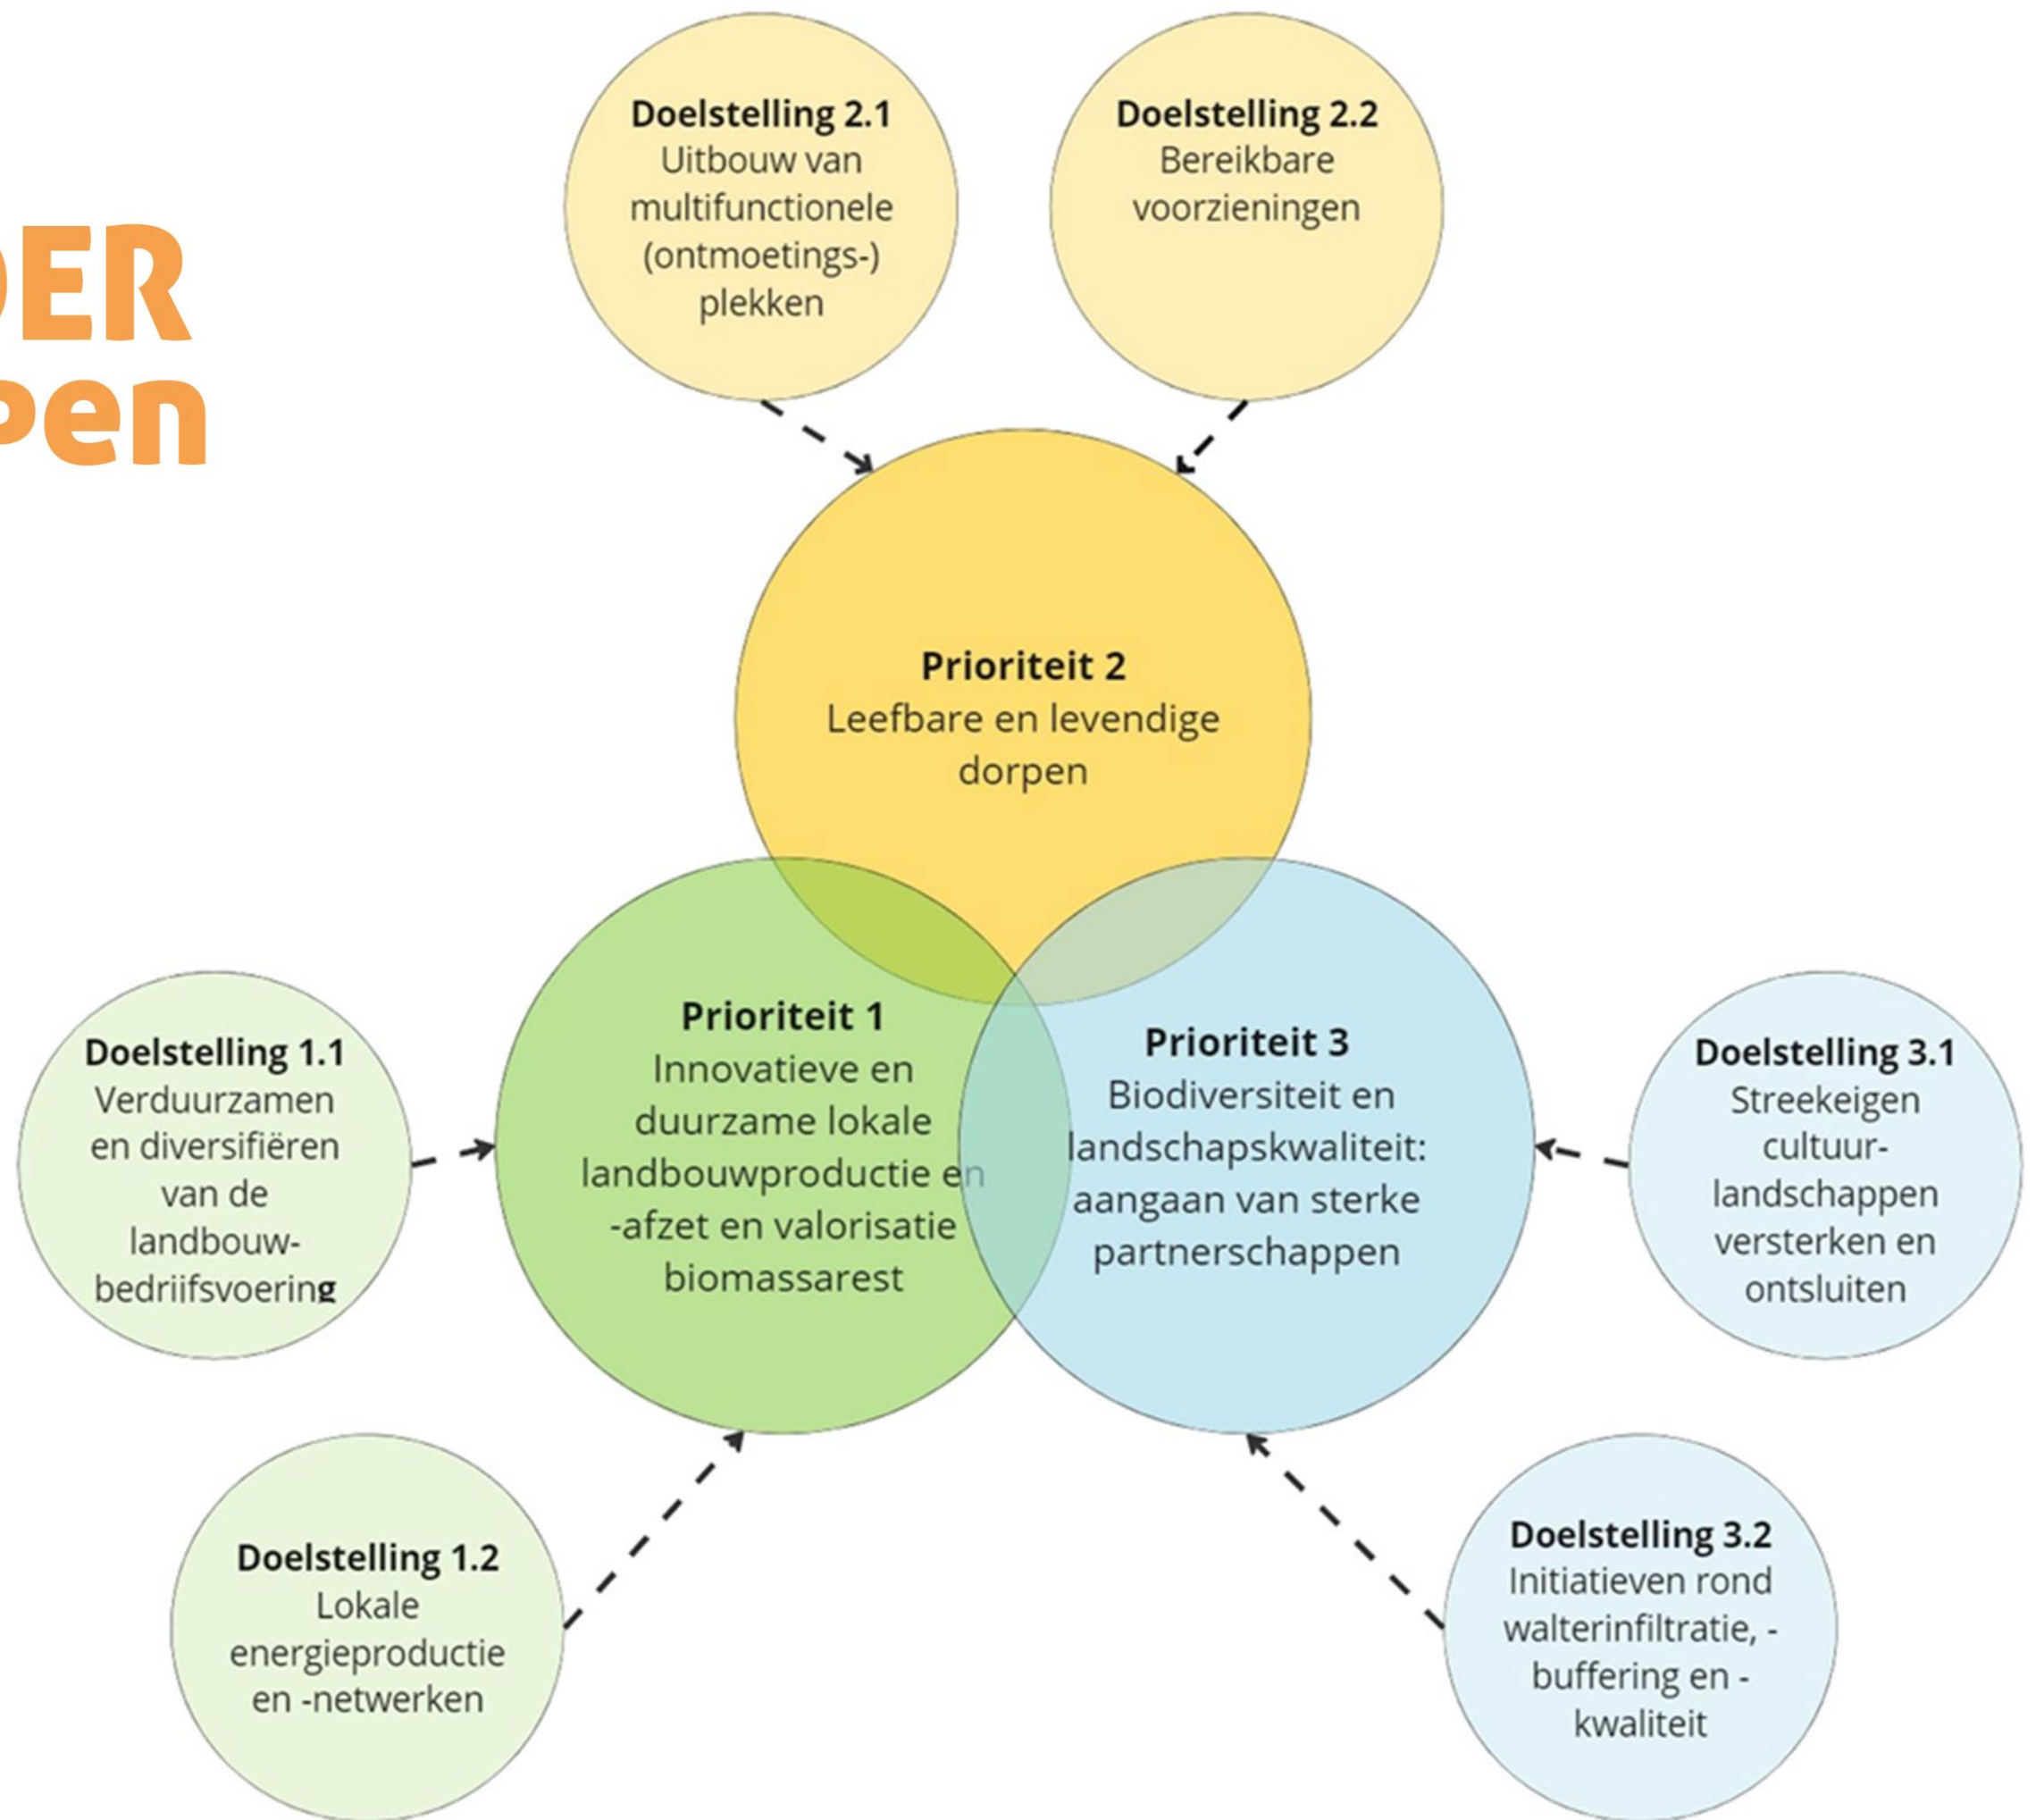 DER
Pen
Doelstelling 2.1
Uitbouw van
multifunctionele
(ontmoetings-)
plekken
Doelstelling 2.2
Bereikbare
voorzieningen
Prioriteit 2
Leefbare en levendige
dorpen
Prioriteit 1
Innovatieve en
duurzame lokale
landbouwproductie en
-afzet en valorisatie
biomassarest
Prioriteit 3
Biodiversiteit en
landschapskwaliteit:
aangaan van sterke
partnerschappen
Doelstelling 1.1
Verduurzamen
en diversifiëren
van de
landbouw-
bedrijfsvoering
Doelstelling 3.1
Streekeigen
cultuur-
landschappen
versterken en
ontsluiten
Doelstelling 1.2
Lokale
energieproductie
en -netwerken
Doelstelling 3.2
Initiatieven rond
walterinfiltratie, -
buffering en -
kwaliteit